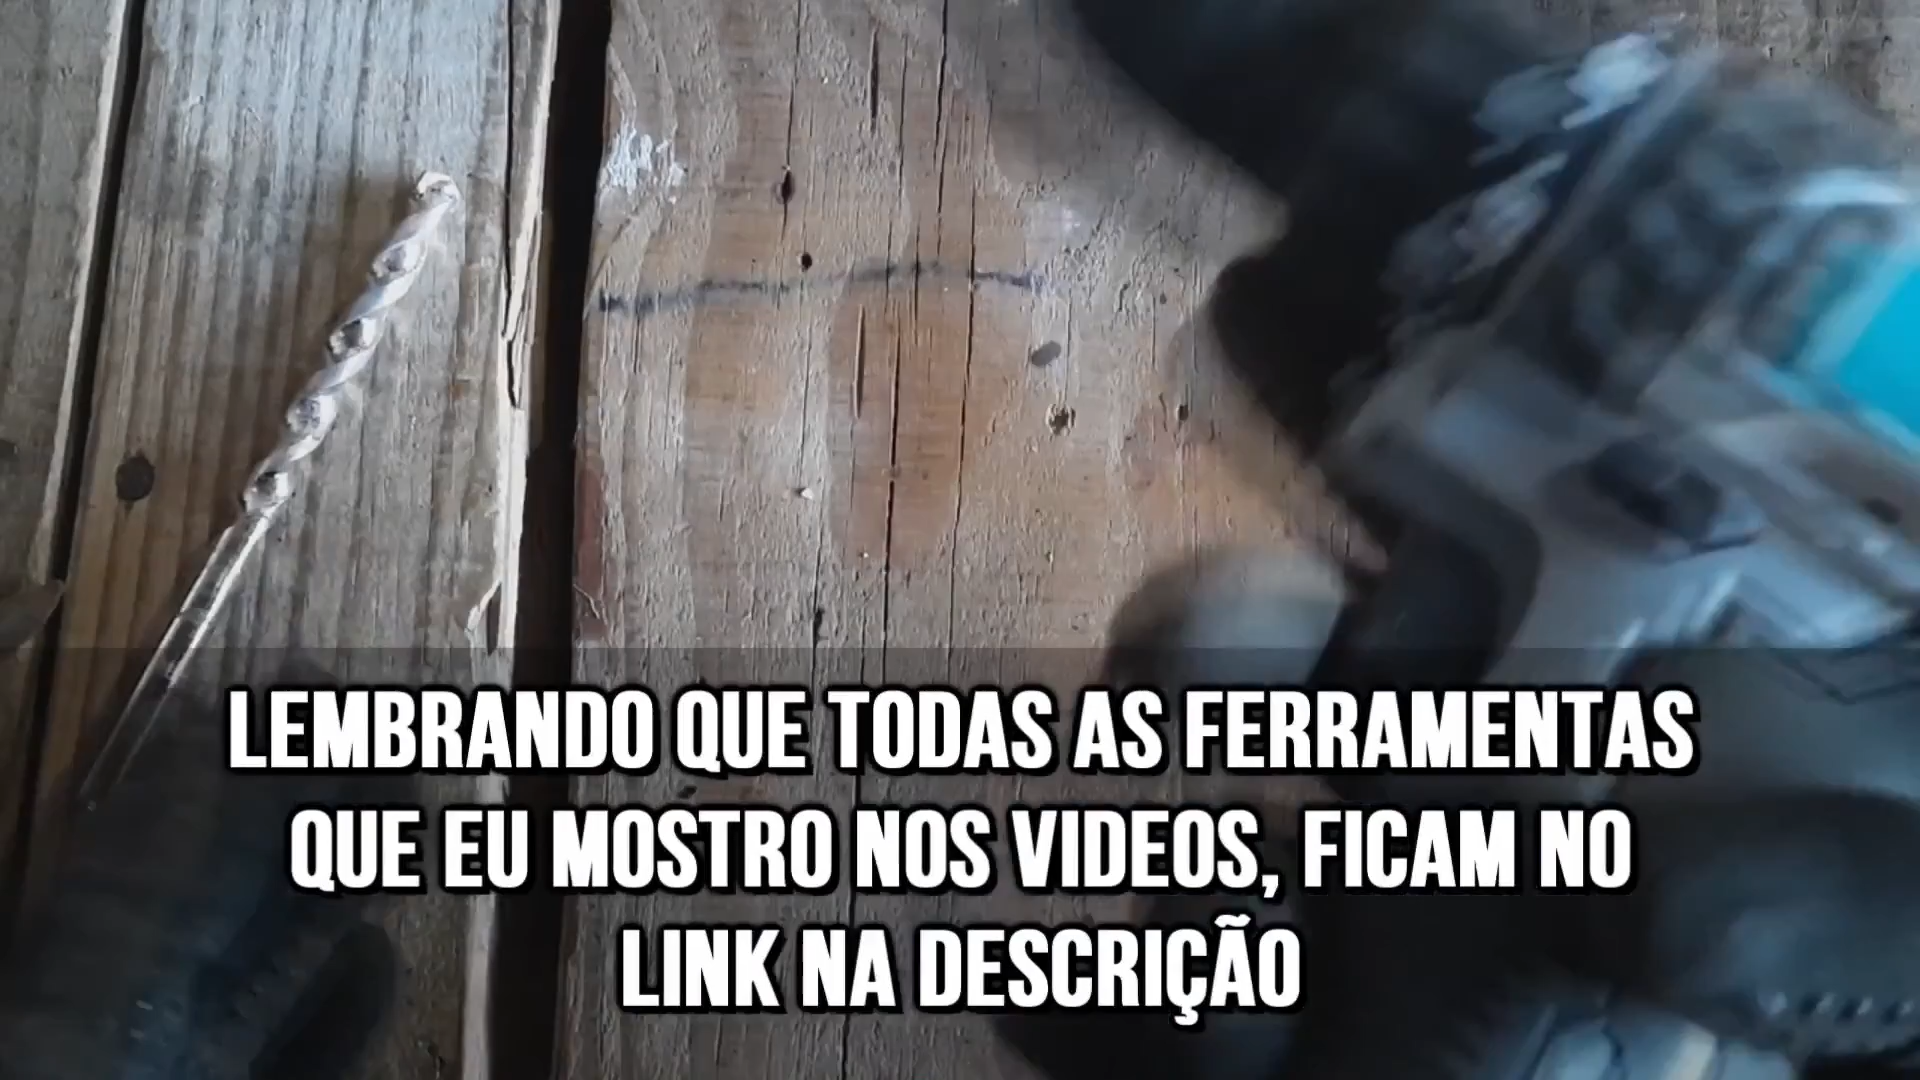 LEMBRANDO QUE TODAS AS FERRAMENTAS
QUE EU MOSTRO NOS VIDEOS, FICAM NO
LINK NA DESCRIÇÃO